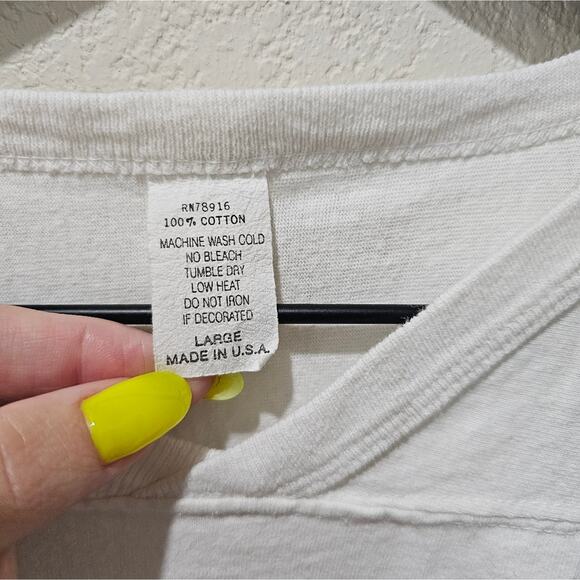 RN78916
100% COTTON
MACHINE WASH COLD
NO BLEACH
TUMBLE DRY
LOW HEAT
DO NOT IRON
IF DECORATED
LARGE
MADE IN U.S.A.